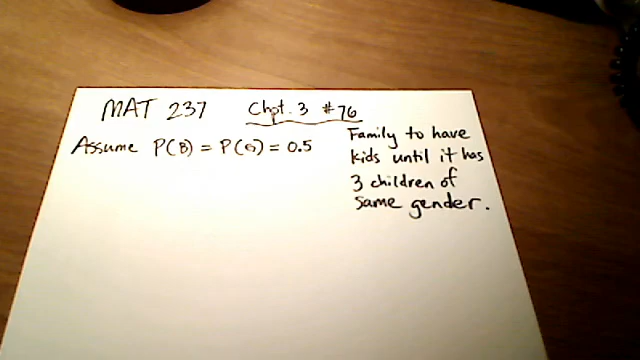 MAT 237 Chpt. 3 #76
Assume P(B) = P(G) = 0.5
Family to have
kids until it has
3 children of
same gender.